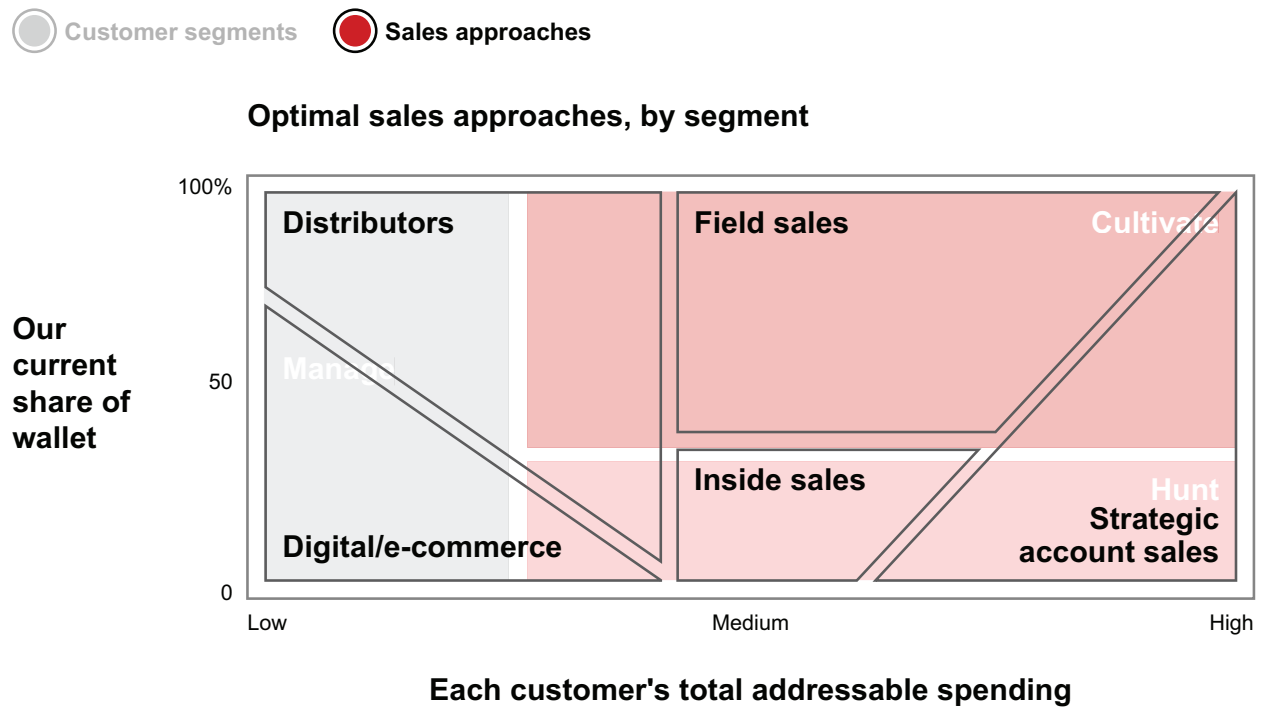 Customer segments
Sales approaches
Optimal sales approaches, by segment
100%
50
0
Our
current
share of
wallet
Distributors
Field sales
Cultivate
Manage
Inside sales
Hunt
Strategic
account sales
Digital/e-commerce
Low
Medium
High
Each customer's total addressable spending